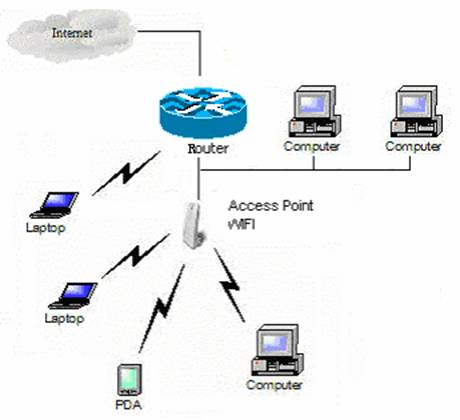 Internet
Router
Computer
Computer
Access Point
WIFI
Laptop
Laptop
PDA
Computer